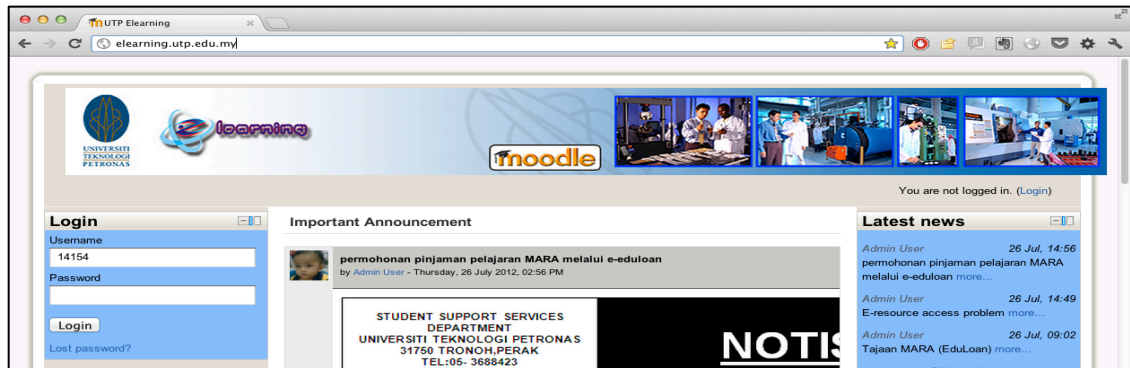 UTP Elearning
elearning.utp.edu.my
UNIVERSITI
TEKNOLOGI
PETRONAS
e learning
moodle
You are not logged in. (Login)
Login
Username
14154
Password
Login
Lost password?
Important Announcement
permohonan pinjaman pelajaran MARA melalui e-eduloan
by Admin User - Thursday, 26 July 2012, 02:56 PM
STUDENT SUPPORT SERVICES
DEPARTMENT
UNIVERSITI TEKNOLOGI PETRONAS
31750 TRONOH,PERAK
TEL:05- 3688423
NOTIS
Latest news
Admin User 26 Jul, 14:56
permohonan pinjaman pelajaran MARA
melalui e-eduloan more...
Admin User 26 Jul, 14:49
E-resource access problem more...
Admin User 26 Jul, 09:02
Tajaan MARA (EduLoan) more...